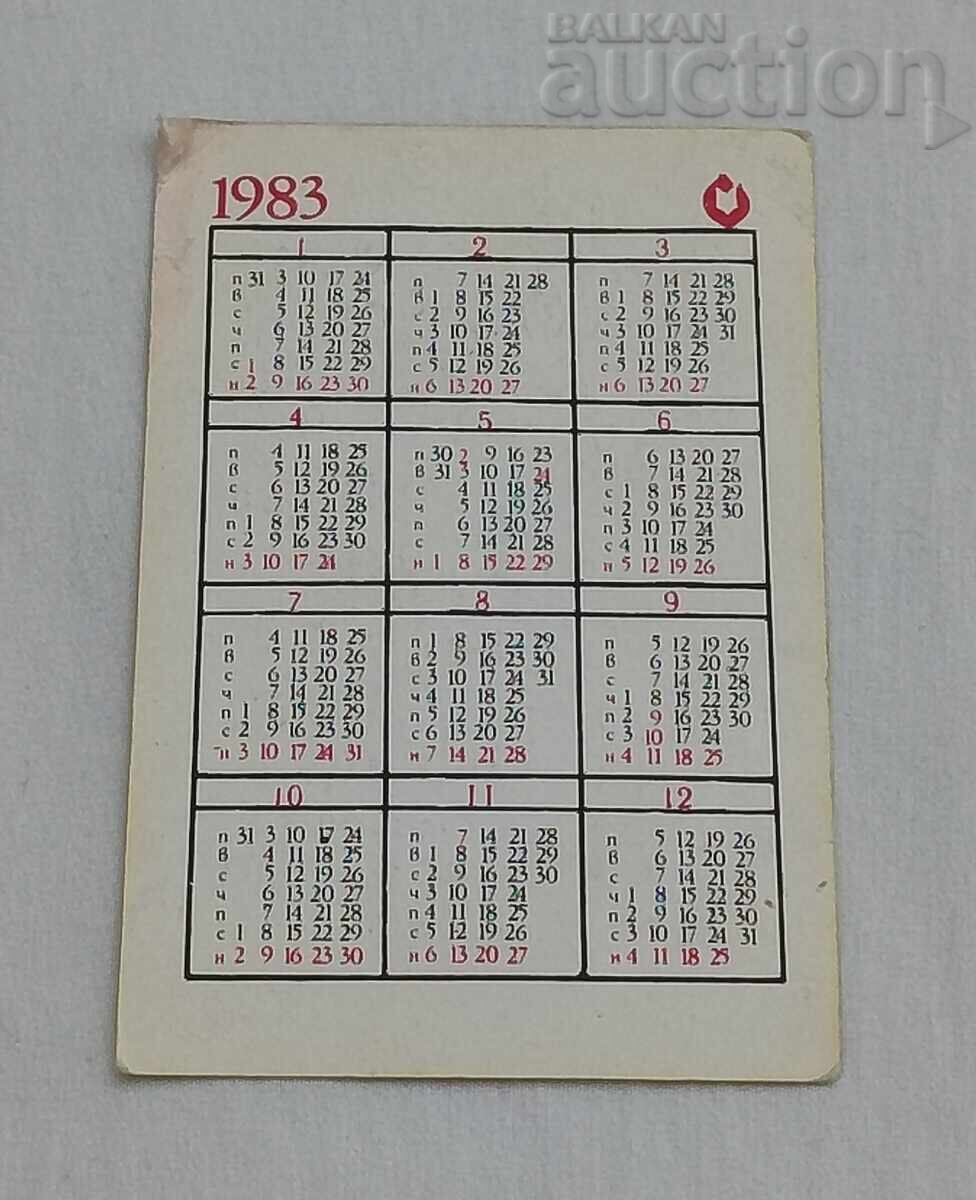 BALKAN
auction
1983
1 2 3
п 31 3 10 17 24
в 4 11 18 25
с 5 12 19 26
ч 6 13 20 27
п 7 14 21 28
с 1 8 15 22 29
н 2 9 16 23 30
п 7 14 21 28
в 1 8 15 22
с 2 9 16 23
ч 3 10 17 24
п 4 11 18 25
с 5 12 19 26
н 6 13 20 27
п 7 14 21 28
в 1 8 15 22 29
с 2 9 16 23 30
ч 3 10 17 24 31
п 4 11 18 25
с 5 12 19 26
н 6 13 20 27
4 5 6
п 4 11 18 25
в 5 12 19 26
с 6 13 20 27
ч 7 14 21 28
п 1 8 15 22 29
с 2 9 16 23 30
н 3 10 17 24
п 30 2 9 16 23
в 31 3 10 17 24
с 4 11 18 25
ч 5 12 19 26
п 6 13 20 27
с 7 14 21 28
н 1 8 15 22 29
п 6 13 20 27
в 7 14 21 28
с 1 8 15 22 29
ч 2 9 16 23 30
п 3 10 17 24
с 4 11 18 25
н 5 12 19 26
7 8 9
п 4 11 18 25
в 5 12 19 26
с 6 13 20 27
ч 7 14 21 28
п 1 8 15 22 29
с 2 9 16 23 30
н 3 10 17 24 31
п 1 8 15 22 29
в 2 9 16 23 30
с 3 10 17 24 31
ч 4 11 18 25
п 5 12 19 26
с 6 13 20 27
н 7 14 21 28
п 5 12 19 26
в 6 13 20 27
с 7 14 21 28
ч 1 8 15 22 29
п 2 9 16 23 30
с 3 10 17 24
н 4 11 18 25
10 11 12
п 31 3 10 17 24
в 4 11 18 25
с 5 12 19 26
ч 6 13 20 27
п 7 14 21 28
с 1 8 15 22 29
н 2 9 16 23 30
п 7 14 21 28
в 1 8 15 22 29
с 2 9 16 23 30
ч 3 10 17 24
п 4 11 18 25
с 5 12 19 26
н 6 13 20 27
п 5 12 19 26
в 6 13 20 27
с 7 14 21 28
ч 1 8 15 22 29
п 2 9 16 23 30
с 3 10 17 24 31
н 4 11 18 25